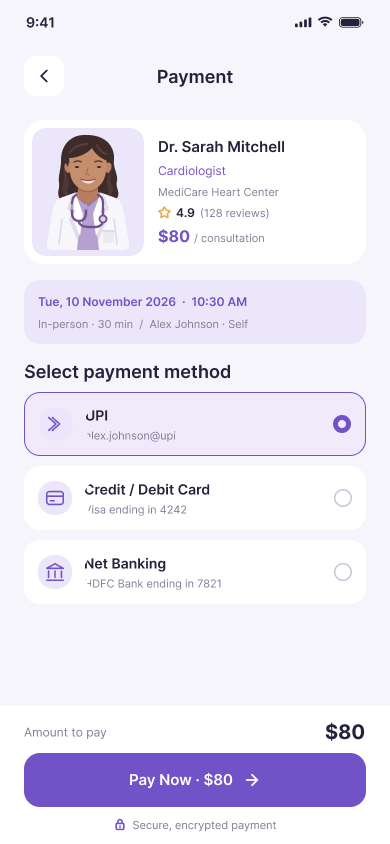 9:41
Payment
Dr. Sarah Mitchell
Cardiologist
MediCare Heart Center
4.9 (128 reviews)
$80 / consultation
Tue, 10 November 2026 · 10:30 AM
In-person · 30 min / Alex Johnson · Self
Select payment method
UPI
alex.johnson@upi
Credit / Debit Card
Visa ending in 4242
Net Banking
HDFC Bank ending in 7821
Amount to pay
$80
Pay Now · $80
Secure, encrypted payment